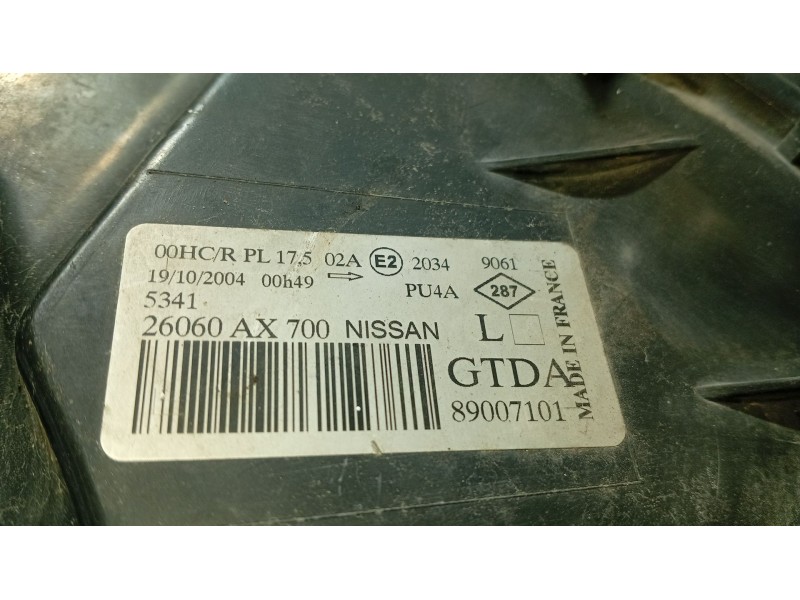 00HC/R PL 17,5 02A E2 2034 9061
19/10/2004 00h49 PU4A 287
5341
26060 AX 700 NISSAN L
GTDA
89007101
MADE IN FRANCE